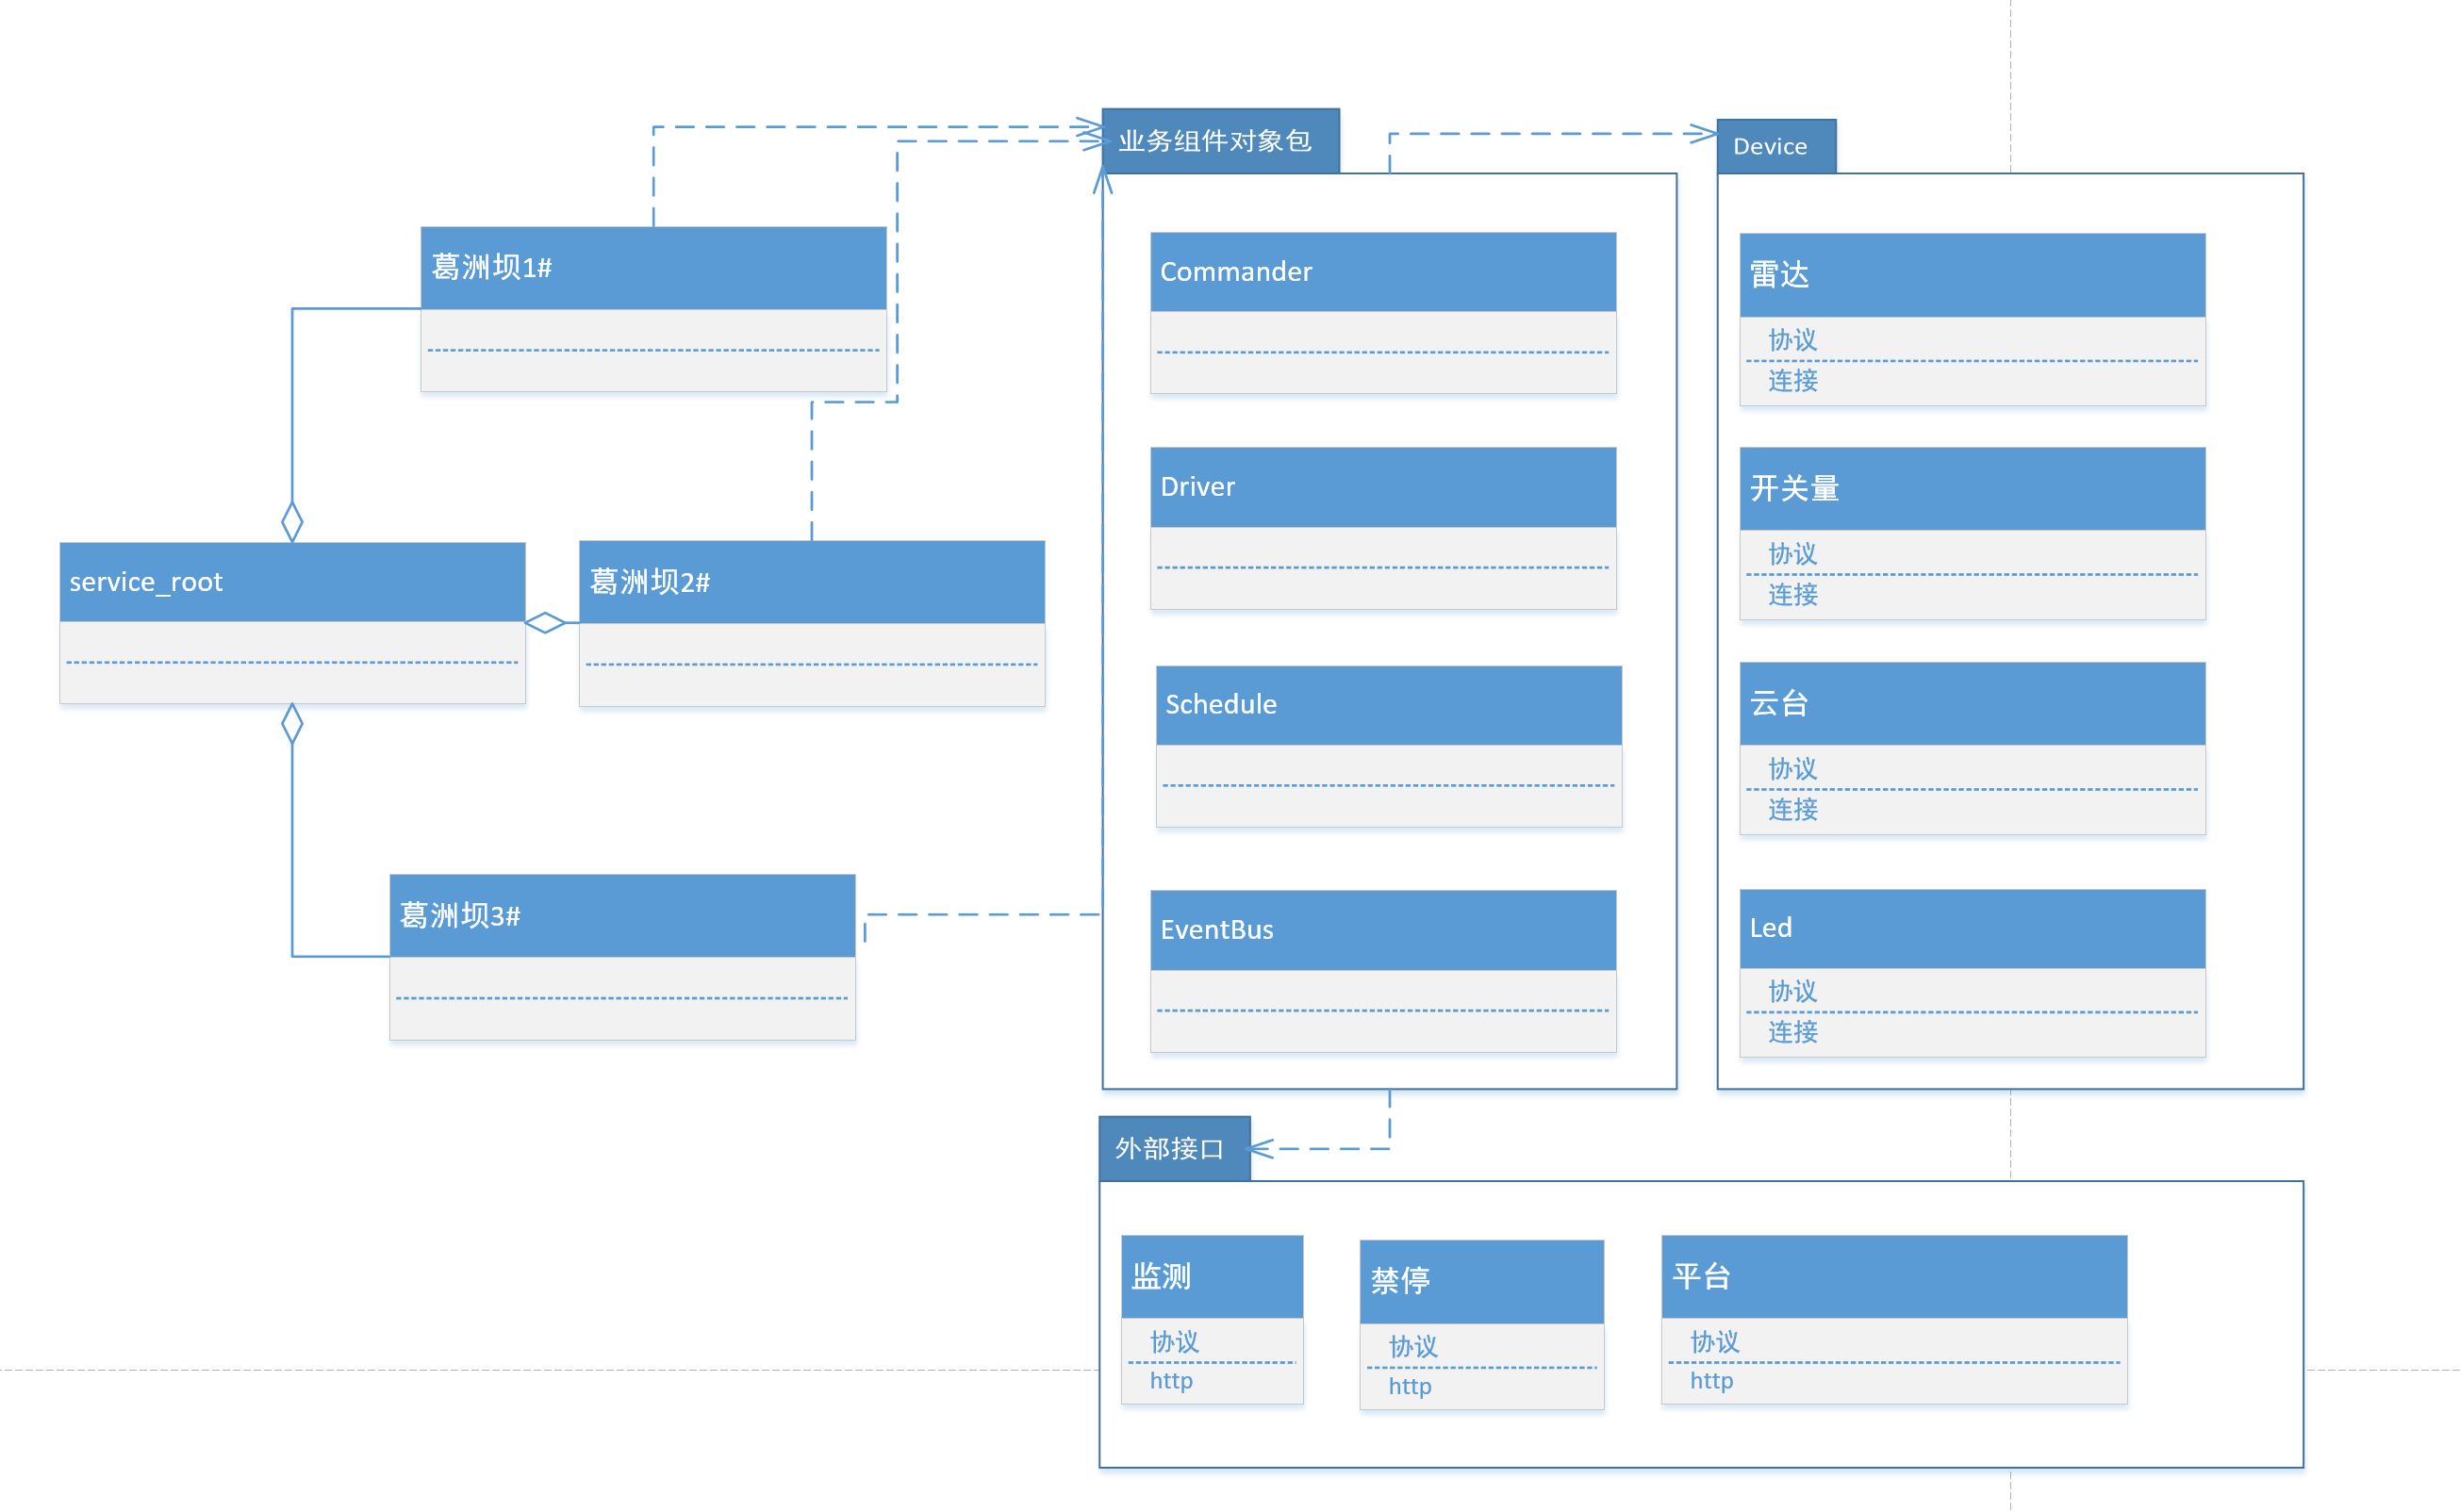 葛洲坝1#
service_root
葛洲坝2#
葛洲坝3#
业务组件对象包
Commander
Driver
Schedule
EventBus
Device
雷达
协议
连接
开关量
协议
连接
云台
协议
连接
Led
协议
连接
外部接口
监测
协议
http
禁停
协议
http
平台
协议
http